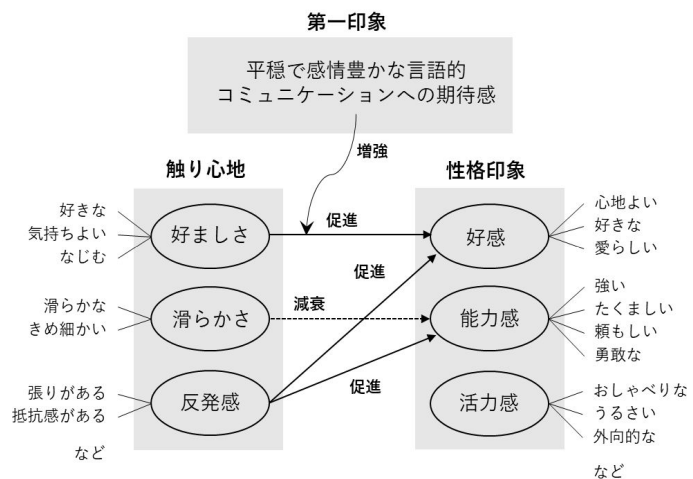 第一印象
平穏で感情豊かな言語的
コミュニケーションへの期待感
増強
触り心地
性格印象
好きな
気持ちよい
なじむ
好ましさ
促進
好感
心地よい
好きな
愛らしい
促進
滑らかな
きめ細かい
滑らかさ
減衰
能力感
強い
たくましい
頼もしい
勇敢な
張りがある
抵抗感がある
反発感
促進
活力感
おしゃべりな
うるさい
外向的な
など
など